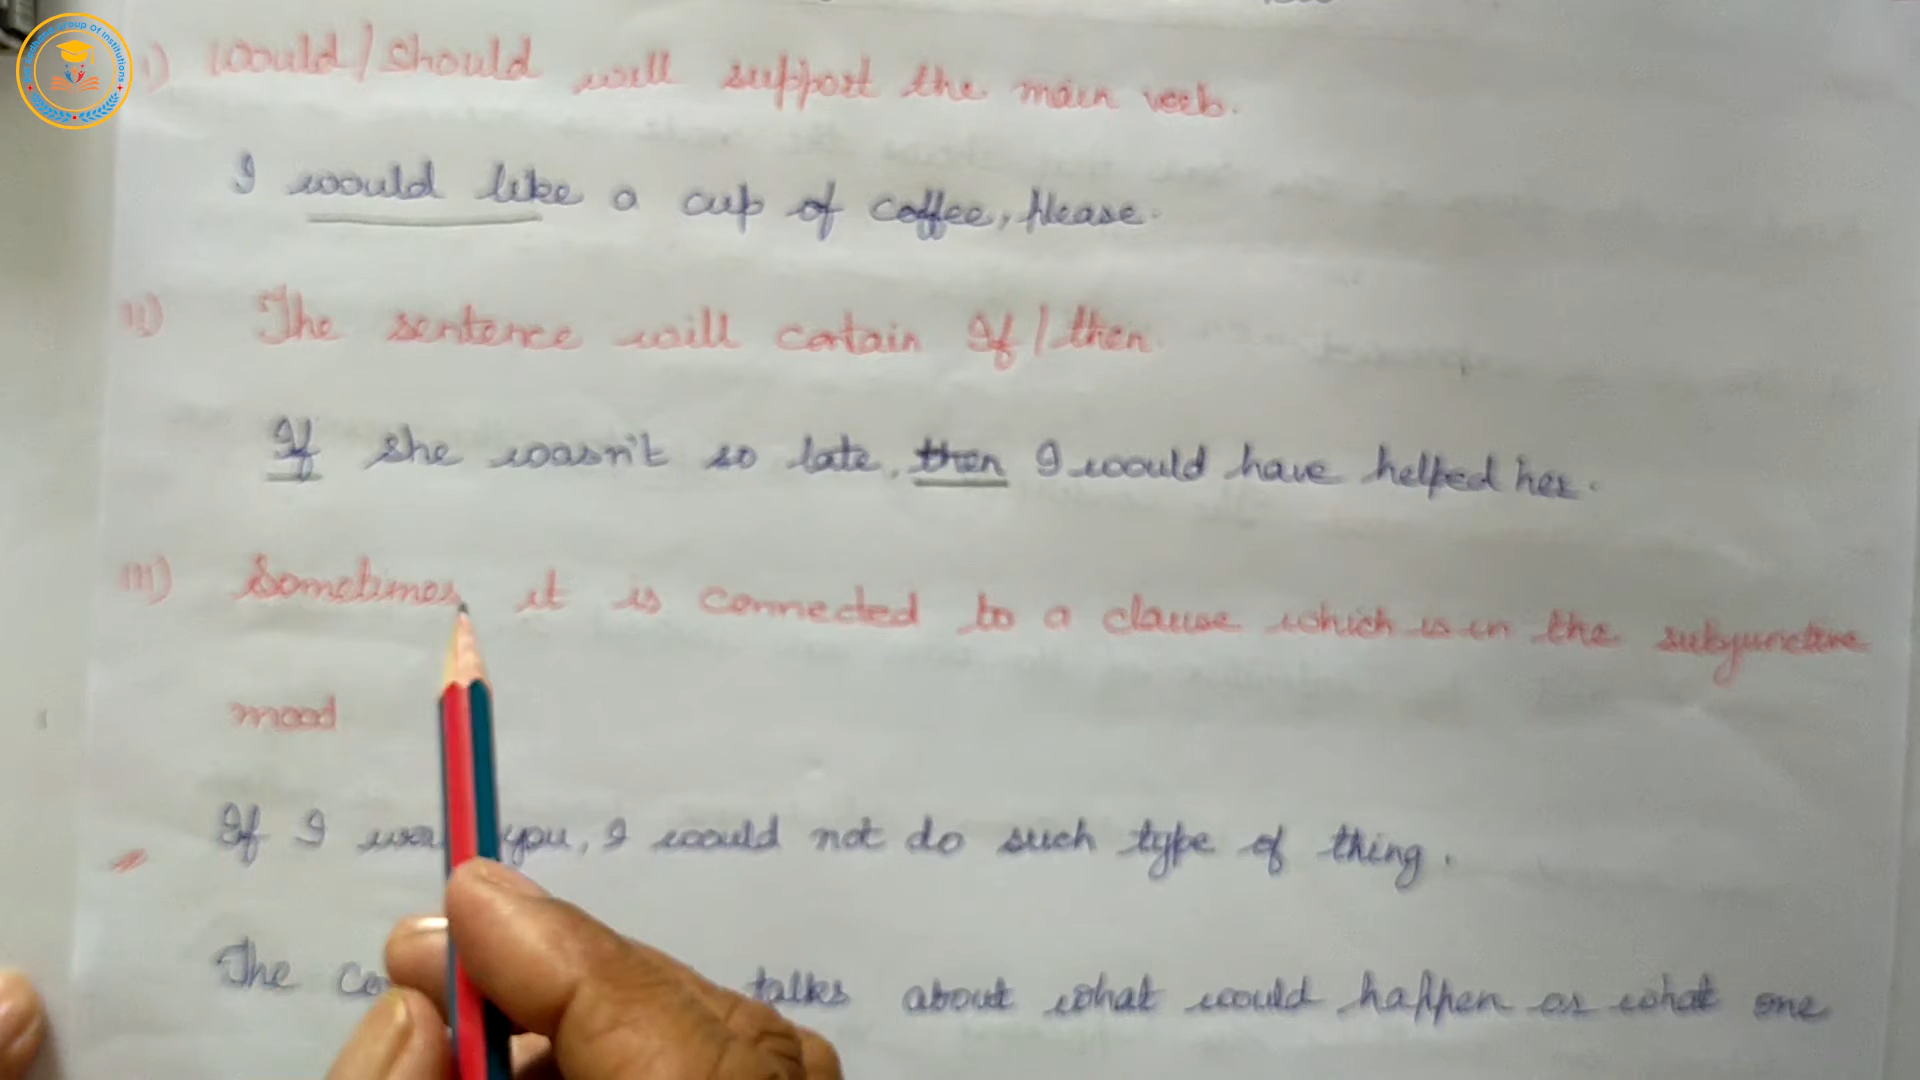 Group Of Institutions
i) Would/Should will support the main verb.
I would like a cup of coffee, Please.
ii) The sentence will contain If/then.
If she wasn't so late, then I would have helped her.
iii) Sometimes it is connected to a clause which is in the subjunctive
mood
If I you, I would not do such type of thing.
The talks about what would happen or what one